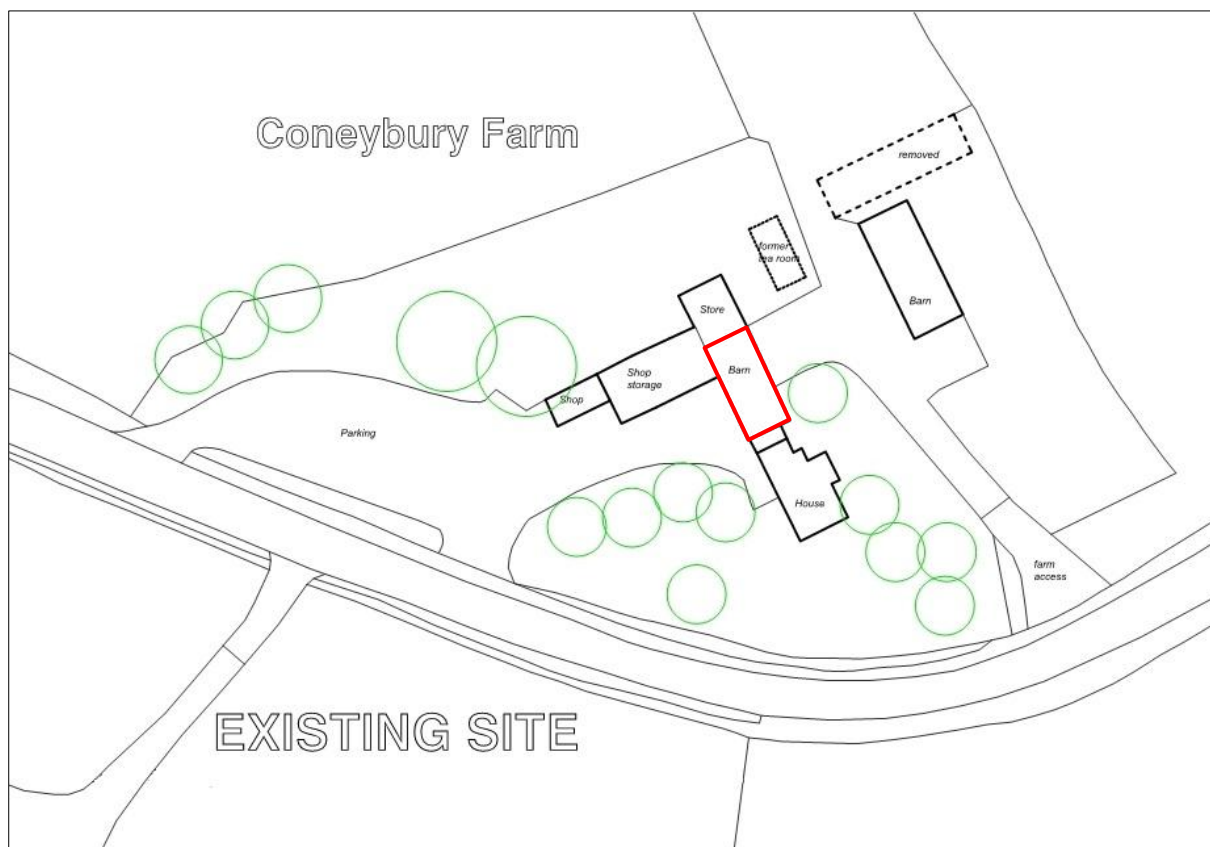 Coneybury Farm
removed
former
tea room
Barn
Store
Barn
Shop
storage
Shop
Parking
House
farm
access
EXISTING SITE